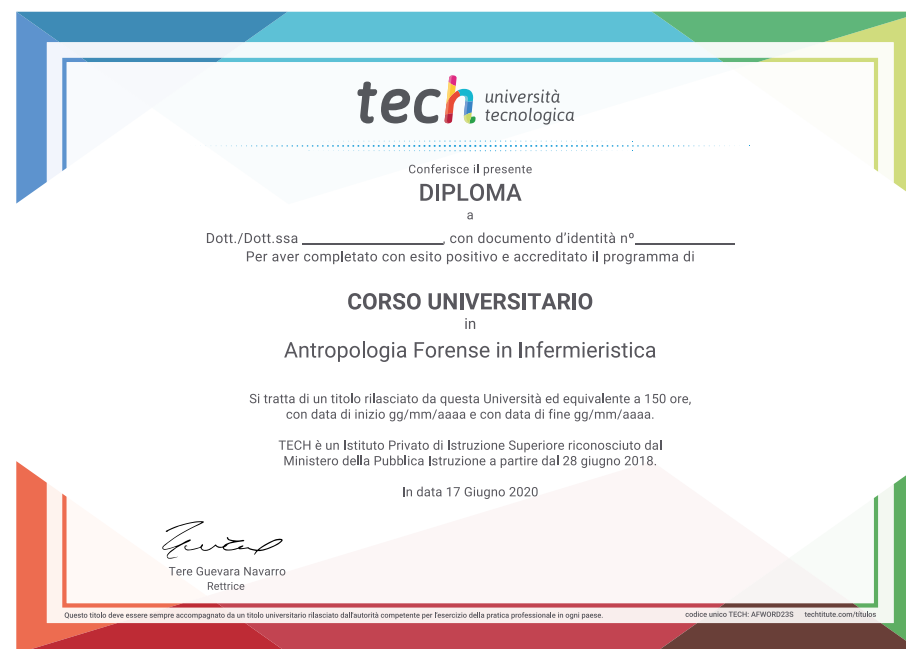 tech università
tecnologica
Conferisce il presente
DIPLOMA
a
Dott./Dott.ssa ________________, con documento d'identità nº___________
Per aver completato con esito positivo e accreditato il programma di
CORSO UNIVERSITARIO
in
Antropologia Forense in Infermieristica
Si tratta di un titolo rilasciato da questa Università ed equivalente a 150 ore,
con data di inizio gg/mm/aaaa e con data di fine gg/mm/aaaa.
TECH è un Istituto Privato di Istruzione Superiore riconosciuto dal
Ministero della Pubblica Istruzione a partire dal 28 giugno 2018.
In data 17 Giugno 2020
Tere Guevara Navarro
Rettrice
Questo titolo deve essere sempre accompagnato da un titolo universitario rilasciato dall'autorità competente per l'esercizio della pratica professionale in ogni paese. codice unico TECH: AFWORD23S techtitute.com/títulos